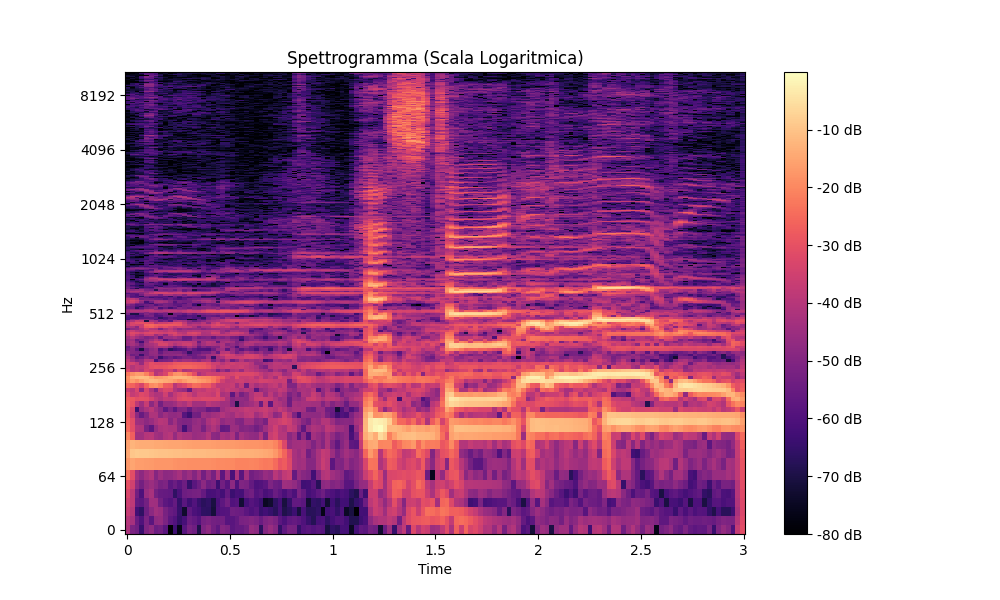 Spettrogramma (Scala Logaritmica)
8192
4096
2048
1024
512
256
128
64
0
Hz
0
0.5
1
1.5
2
2.5
3
Time
-10 dB
-20 dB
-30 dB
-40 dB
-50 dB
-60 dB
-70 dB
-80 dB